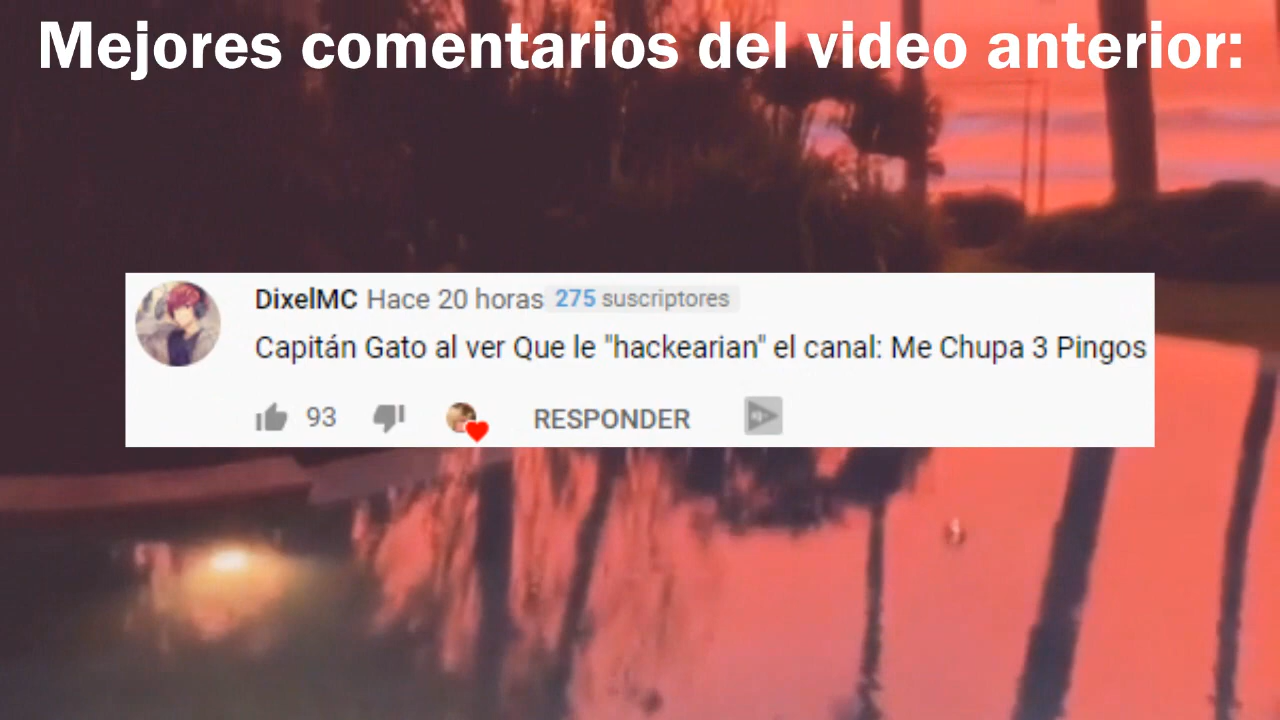 Mejores comentarios del video anterior:
DixelMC Hace 20 horas 275 suscriptores
Capitán Gato al ver Que le "hackearian" el canal: Me Chupa 3 Pingos
93 RESPONDER